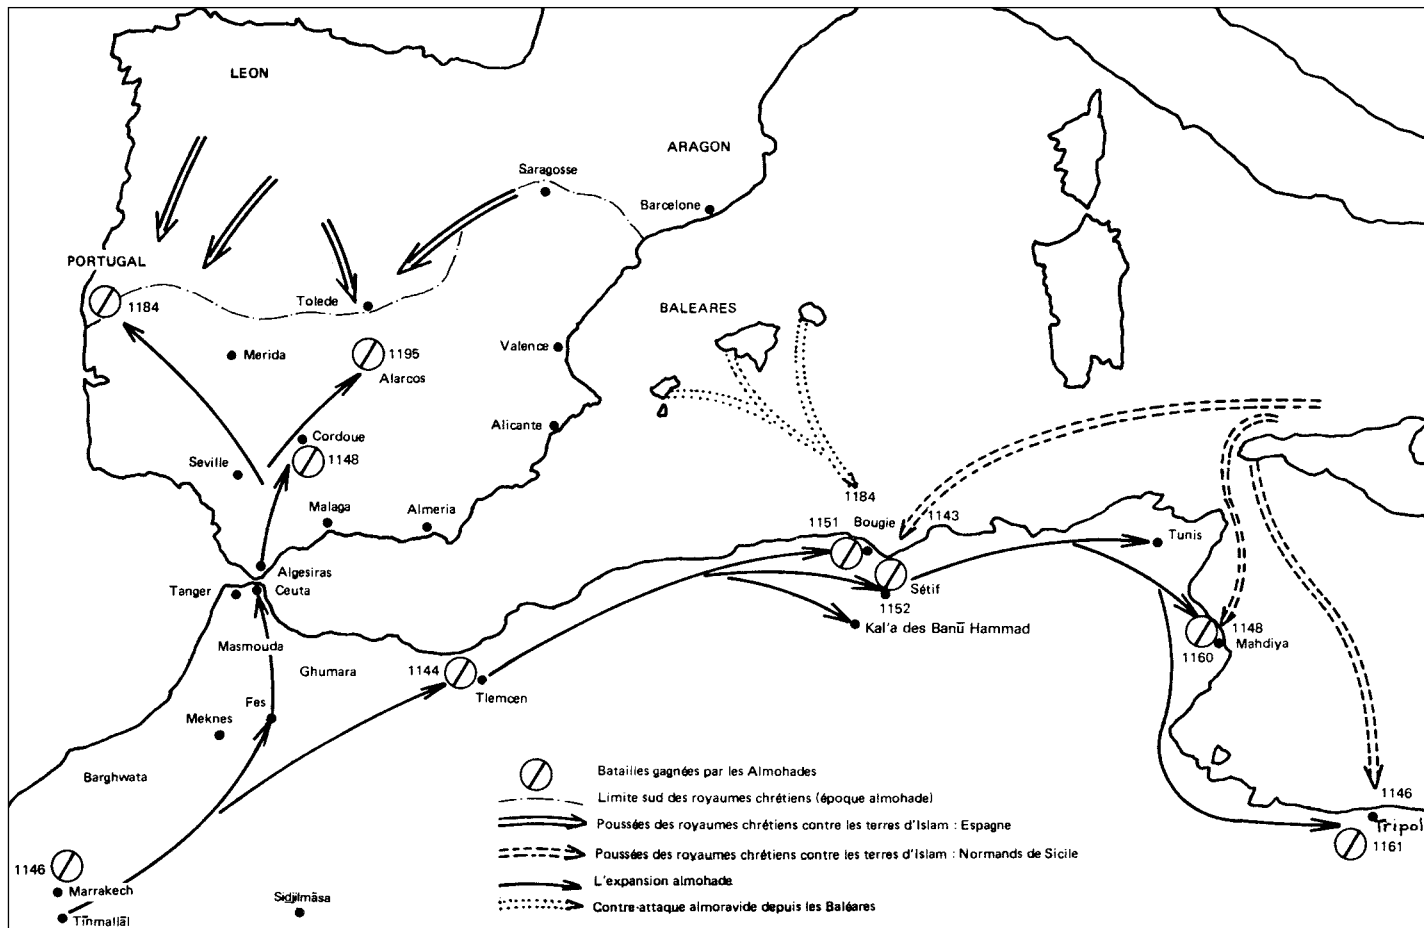 LEON
ARAGON
Saragosse
Barcelone
PORTUGAL
1184
Tolede
BALEARES
Merida
1195
Alarcos
Valence
Alicante
Cordoue
1148
Seville
Malaga
Almeria
1184
1151
Bougie
1143
Tunis
Algesiras
Tanger
Ceuta
Sétif
1152
Kal'a des Banū Hammad
1148
Mahdiya
1160
Masmouda
Ghumara
1144
Tlemcen
Fes
Meknes
Barghwata
1146
Tripoli
1161
1146
Marrakech
Tīnmallāl
Sidjilmāsa
Batailles gagnées par les Almohades
Limite sud des royaumes chrétiens (époque almohade)
Poussées des royaumes chrétiens contre les terres d'Islam : Espagne
Poussées des royaumes chrétiens contre les terres d'Islam : Normands de Sicile
L'expansion almohade
Contre-attaque almoravide depuis les Baléares